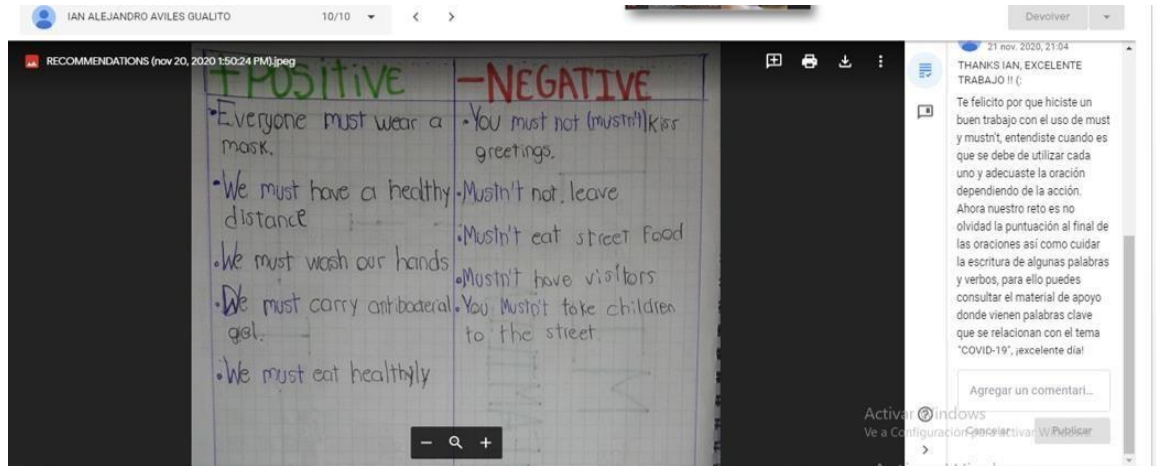 IAN ALEJANDRO AVILES GUALITO
10/10
Devolver
RECOMMENDATIONS (nov 20, 2020 1:50:24 PM).jpeg
+POSITIVE
•Everyone must wear a
mask.
•We must have a healthy
distance
•We must wash our hands
•We must carry antibacterial
gel.
•We must eat healthyly
-NEGATIVE
•You must not (mustn't) kiss
greetings.
•Mustn't not leave
•Mustn't eat street food
•Mustn't have visitors
•You Mustn't take children
to the street
21 nov. 2020, 21:04
THANKS IAN, EXCELENTE
TRABAJO !! (:
Te felicito por que hiciste un
buen trabajo con el uso de must
y mustn't, entendiste cuando es
que se debe de utilizar cada
uno y adecuaste la oración
dependiendo de la acción.
Ahora nuestro reto es no
olvidad la puntuación al final de
las oraciones así como cuidar
la escritura de algunas palabras
y verbos, para ello puedes
consultar el material de apoyo
donde vienen palabras clave
que se relacionan con el tema
"COVID-19", ¡excelente día!
Agregar un comentari...
Cancelar
Publicar
Activar Windows
Ve a Configuración para activar Windows.